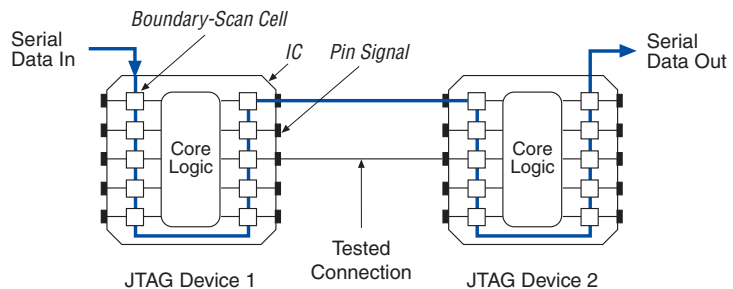 Boundary-Scan Cell
Serial
Data In
IC
Pin Signal
Serial
Data Out
Core
Logic
Core
Logic
Tested
Connection
JTAG Device 1
JTAG Device 2